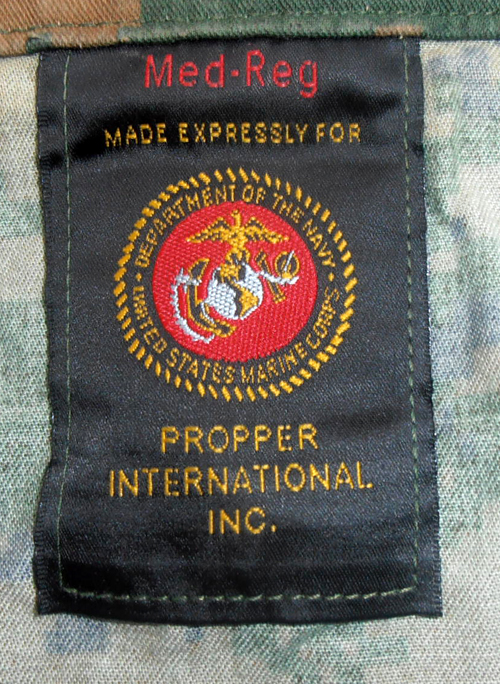 Med-Reg
MADE EXPRESSLY FOR
DEPARTMENT OF THE NAVY
UNITED STATES MARINE CORPS
PROPPER
INTERNATIONAL
INC.